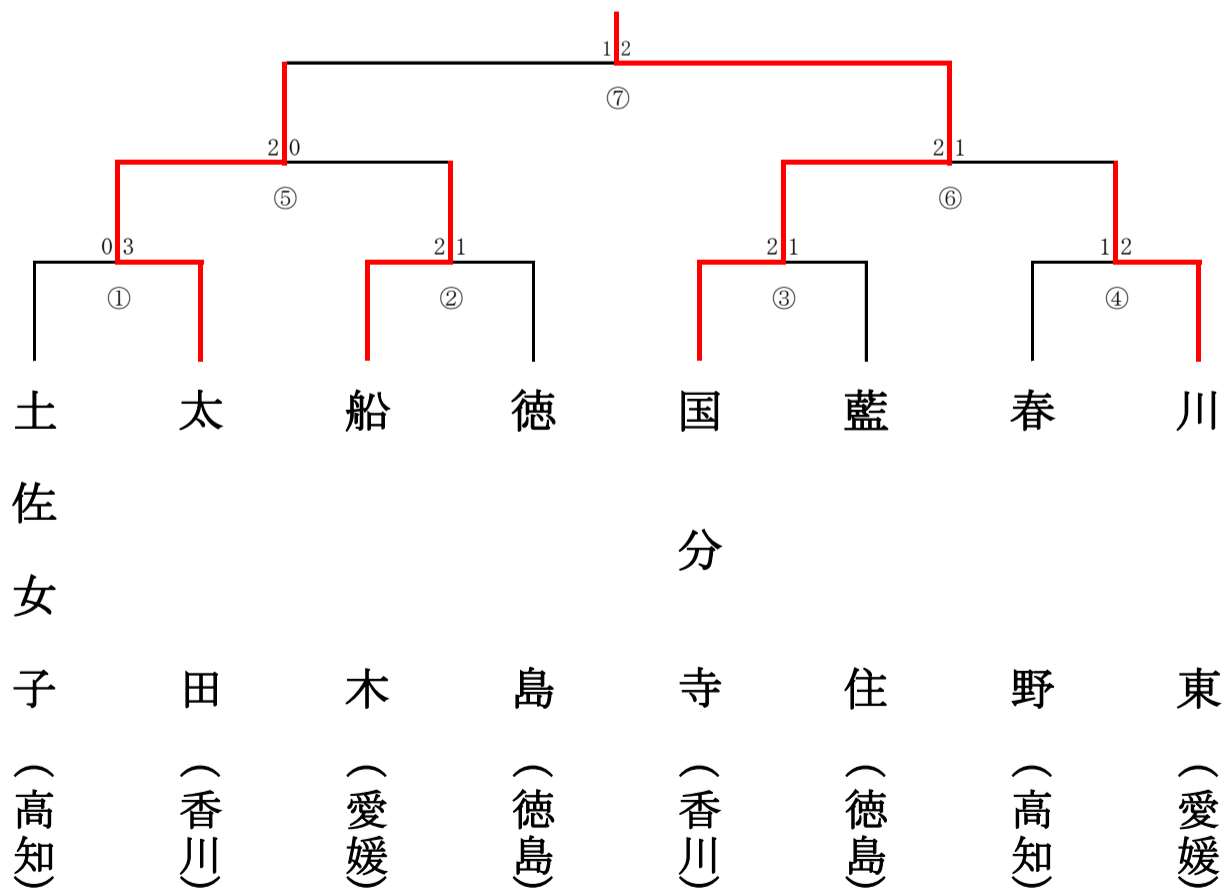 1 2
⑦
2 0
2 1
⑤
⑥
0 3
2 1
2 1
1 2
①
②
③
④
土佐女子(高知)
太田(香川)
船木(愛媛)
徳島(徳島)
国分寺(香川)
藍住(徳島)
春野(高知)
川東(愛媛)